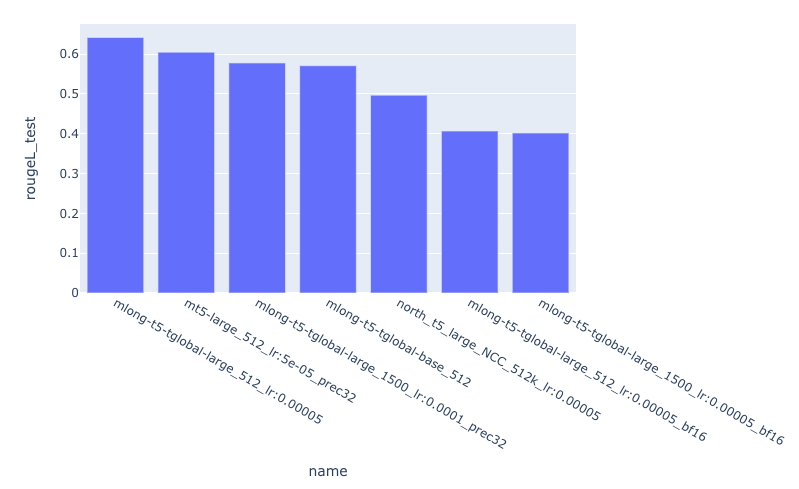 rougeL_test
0.6
0.5
0.4
0.3
0.2
0.1
0
mlong-t5-tglobal-large_512_lr:0.00005
mt5-large_512_lr:5e-05_prec32
mlong-t5-tglobal-large_1500_lr:0.0001_prec32
mlong-t5-tglobal-base_512
north_t5_large_NCC_512k_lr:0.00005
mlong-t5-tglobal-large_512_lr:0.00005_bf16
mlong-t5-tglobal-large_1500_lr:0.00005_bf16
name